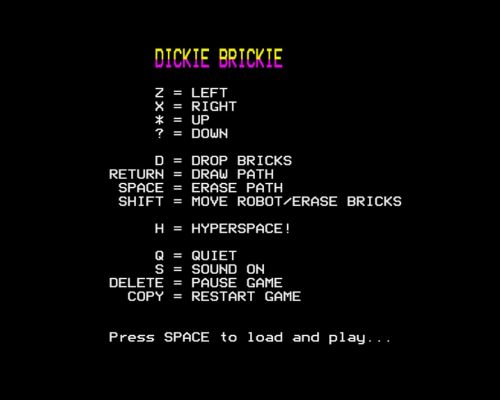 DICKIE BRICKIE
Z = LEFT
X = RIGHT
* = UP
? = DOWN
D = DROP BRICKS
RETURN = DRAW PATH
SPACE = ERASE PATH
SHIFT = MOVE ROBOT/ERASE BRICKS
H = HYPERSPACE!
Q = QUIET
S = SOUND ON
DELETE = PAUSE GAME
COPY = RESTART GAME
Press SPACE to load and play...